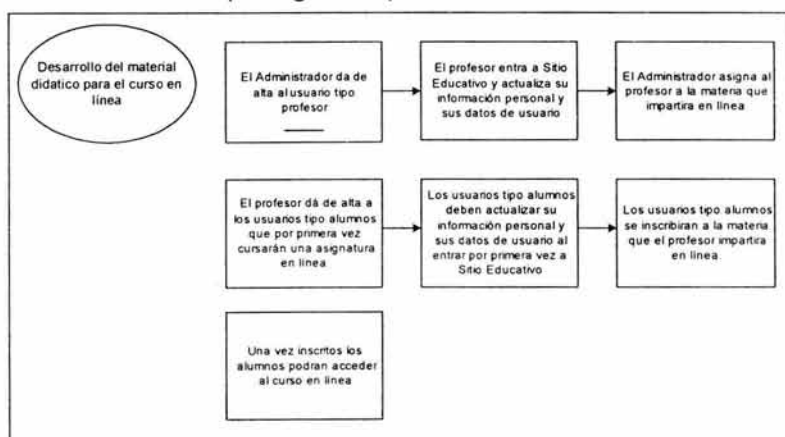 Desarrollo del material
didatico para el curso en
línea
El Administrador da de
alta al usuario tipo
profesor
El profesor entra a Sitio
Educativo y actualiza su
información personal y
sus datos de usuario
El Administrador asigna al
profesor a la materia que
impartira en línea
El profesor dá de alta a
los usuarios tipo alumnos
que por primera vez
cursarán una asignatura
en línea
Los usuarios tipo alumnos
deben actualizar su
información personal y
sus datos de usuario al
entrar por primera vez a
Sitio Educativo
Los usuarios tipo alumnos
se inscribiran a la materia
que el profesor impartira
en línea.
Una vez inscritos los
alumnos podran acceder
al curso en línea